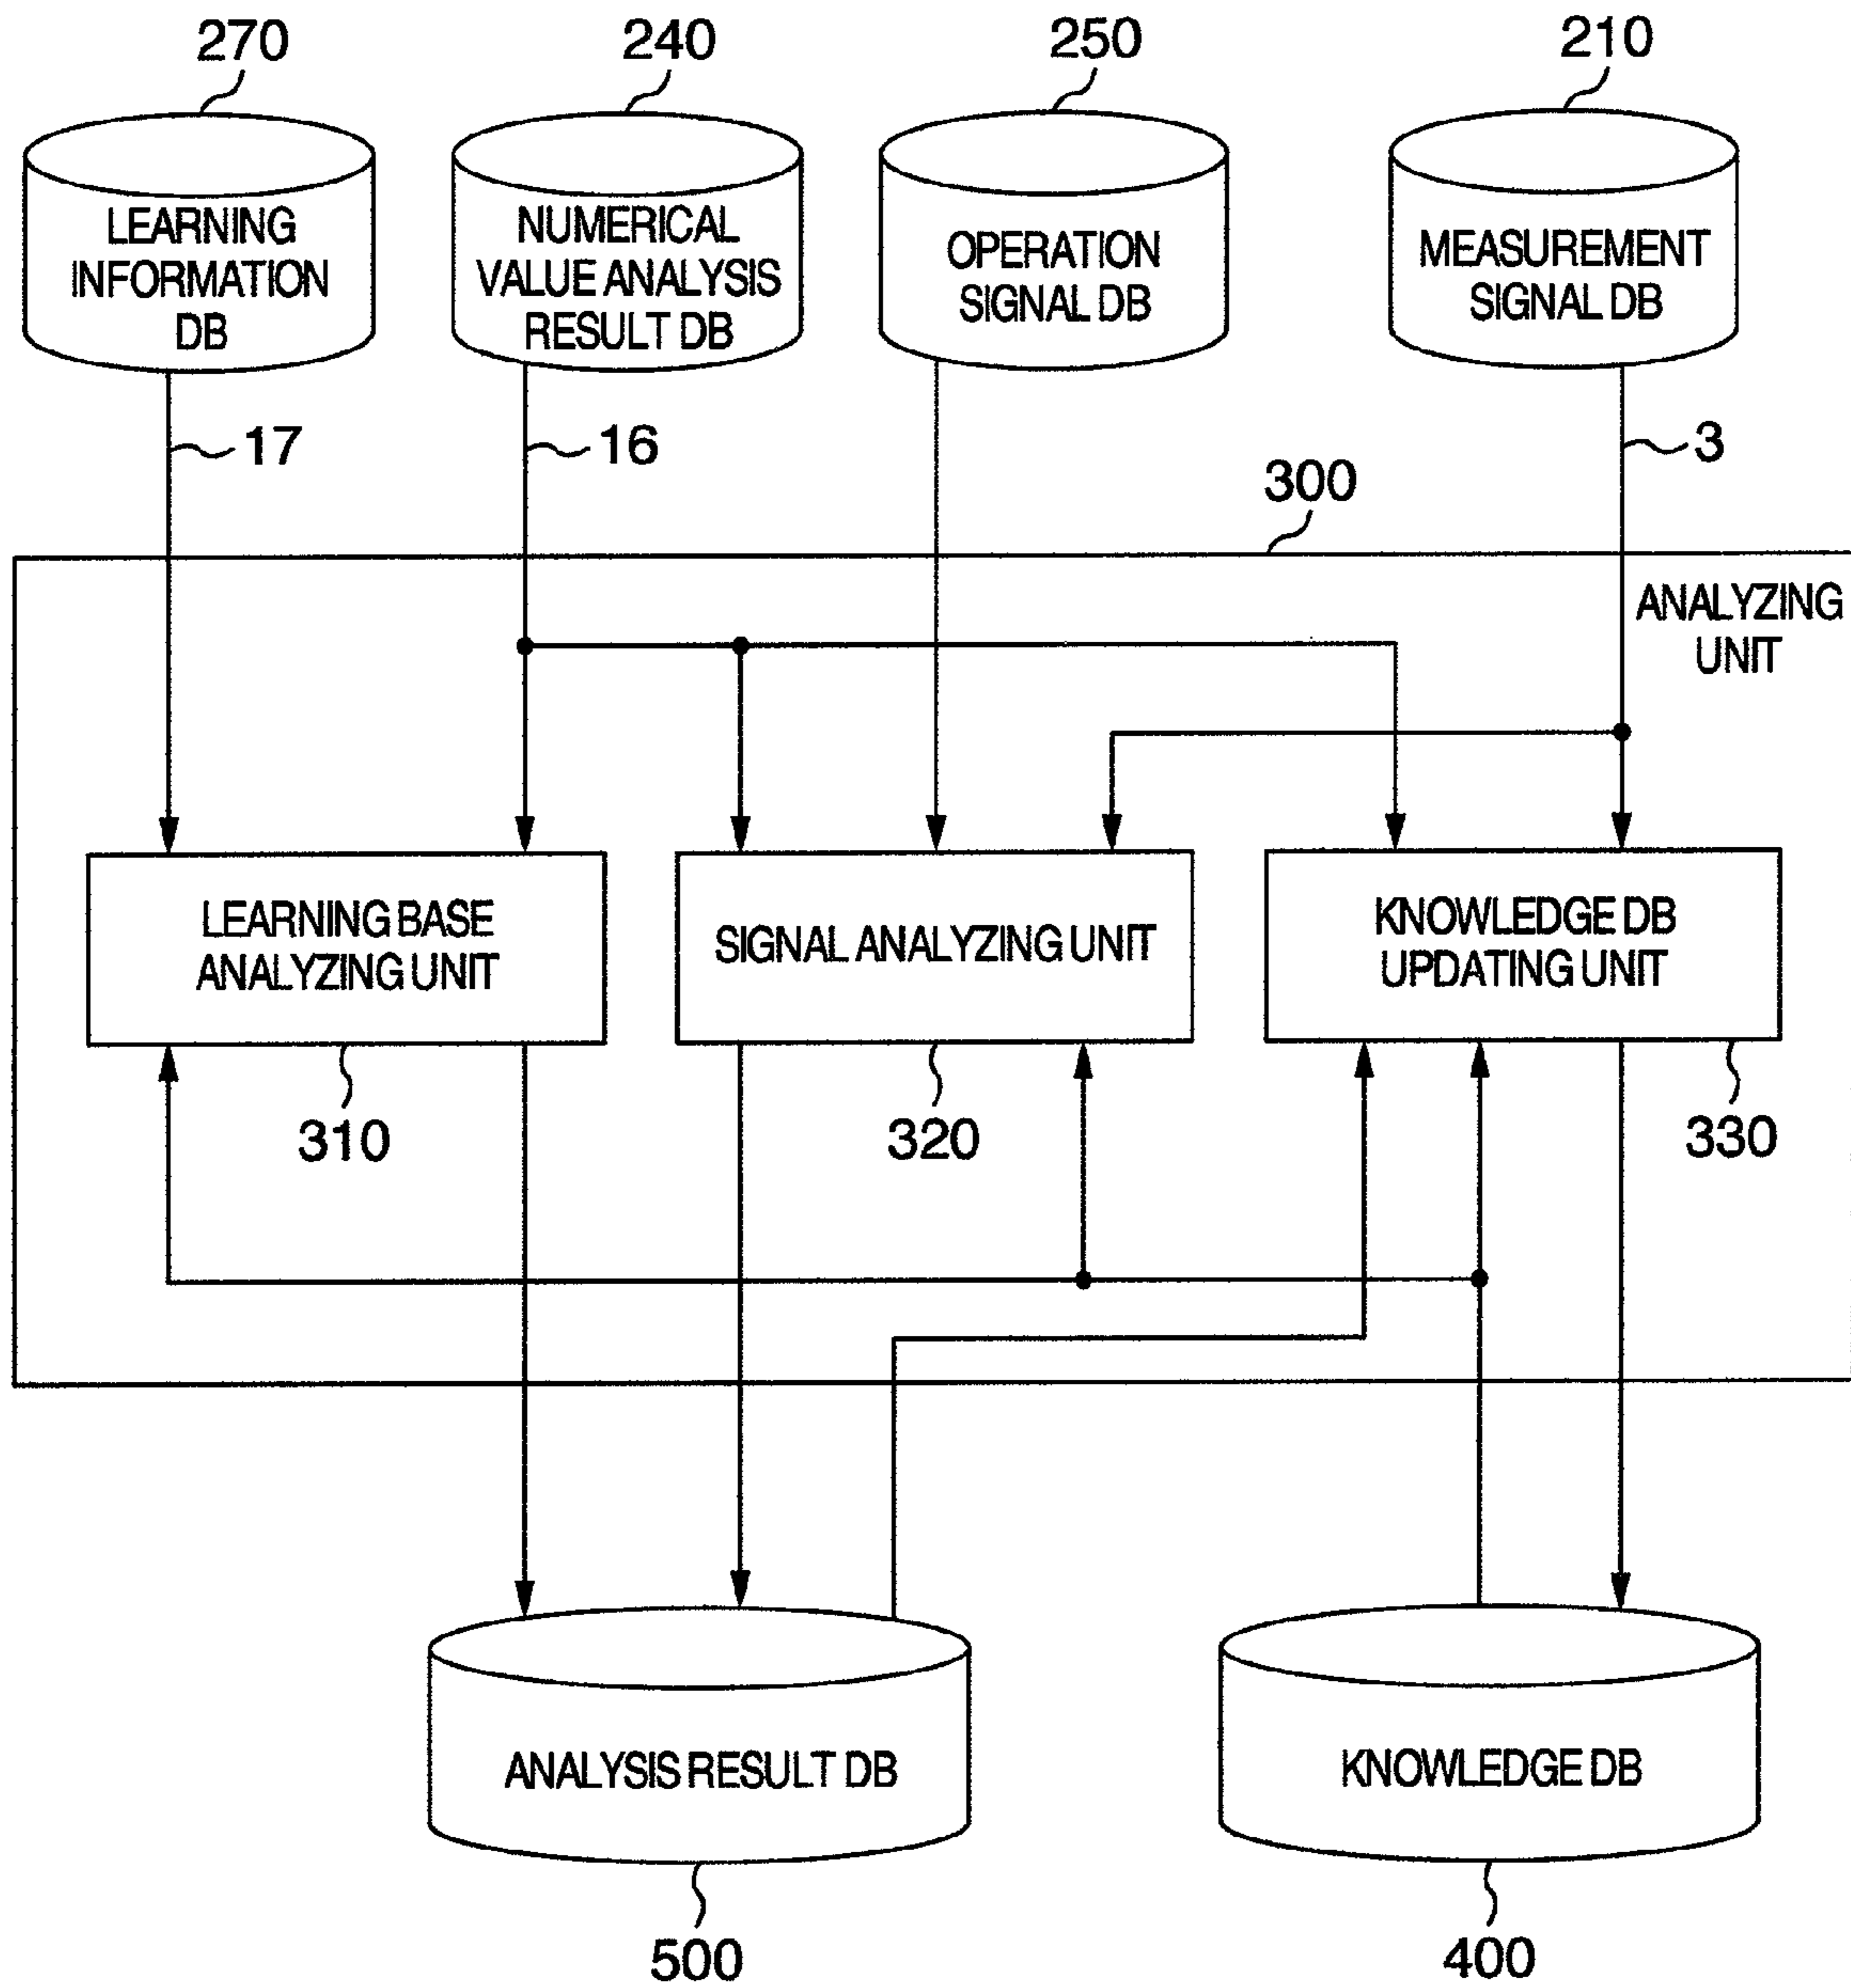 270
240
250
210
LEARNING
INFORMATION
DB
NUMERICAL
VALUE ANALYSIS
RESULT DB
OPERATION
SIGNAL DB
MEASUREMENT
SIGNAL DB
17
16
3
300
ANALYZING
UNIT
LEARNING BASE
ANALYZING UNIT
SIGNAL ANALYZING UNIT
KNOWLEDGE DB
UPDATING UNIT
310
320
330
ANALYSIS RESULT DB
KNOWLEDGE DB
500
400